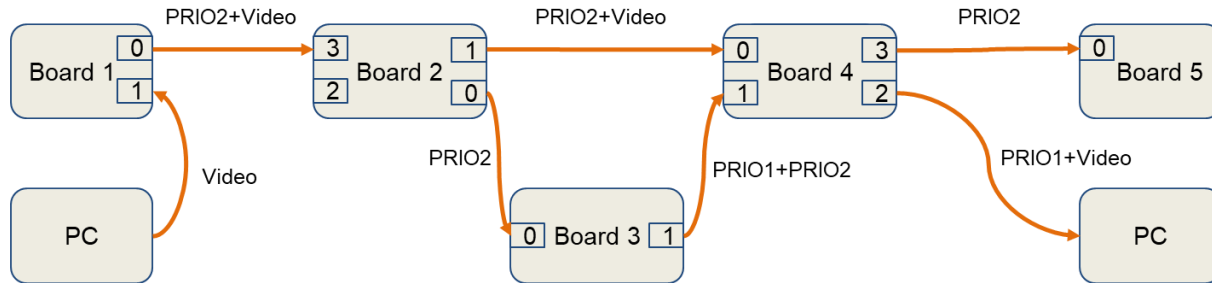 PRIO2+Video
PRIO2+Video
PRIO2
Board 1
0
1
3
2
Board 2
1
0
0
1
Board 4
3
2
0
Board 5
Video
PRIO2
PRIO1+PRIO2
PRIO1+Video
PC
0
Board 3
1
PC